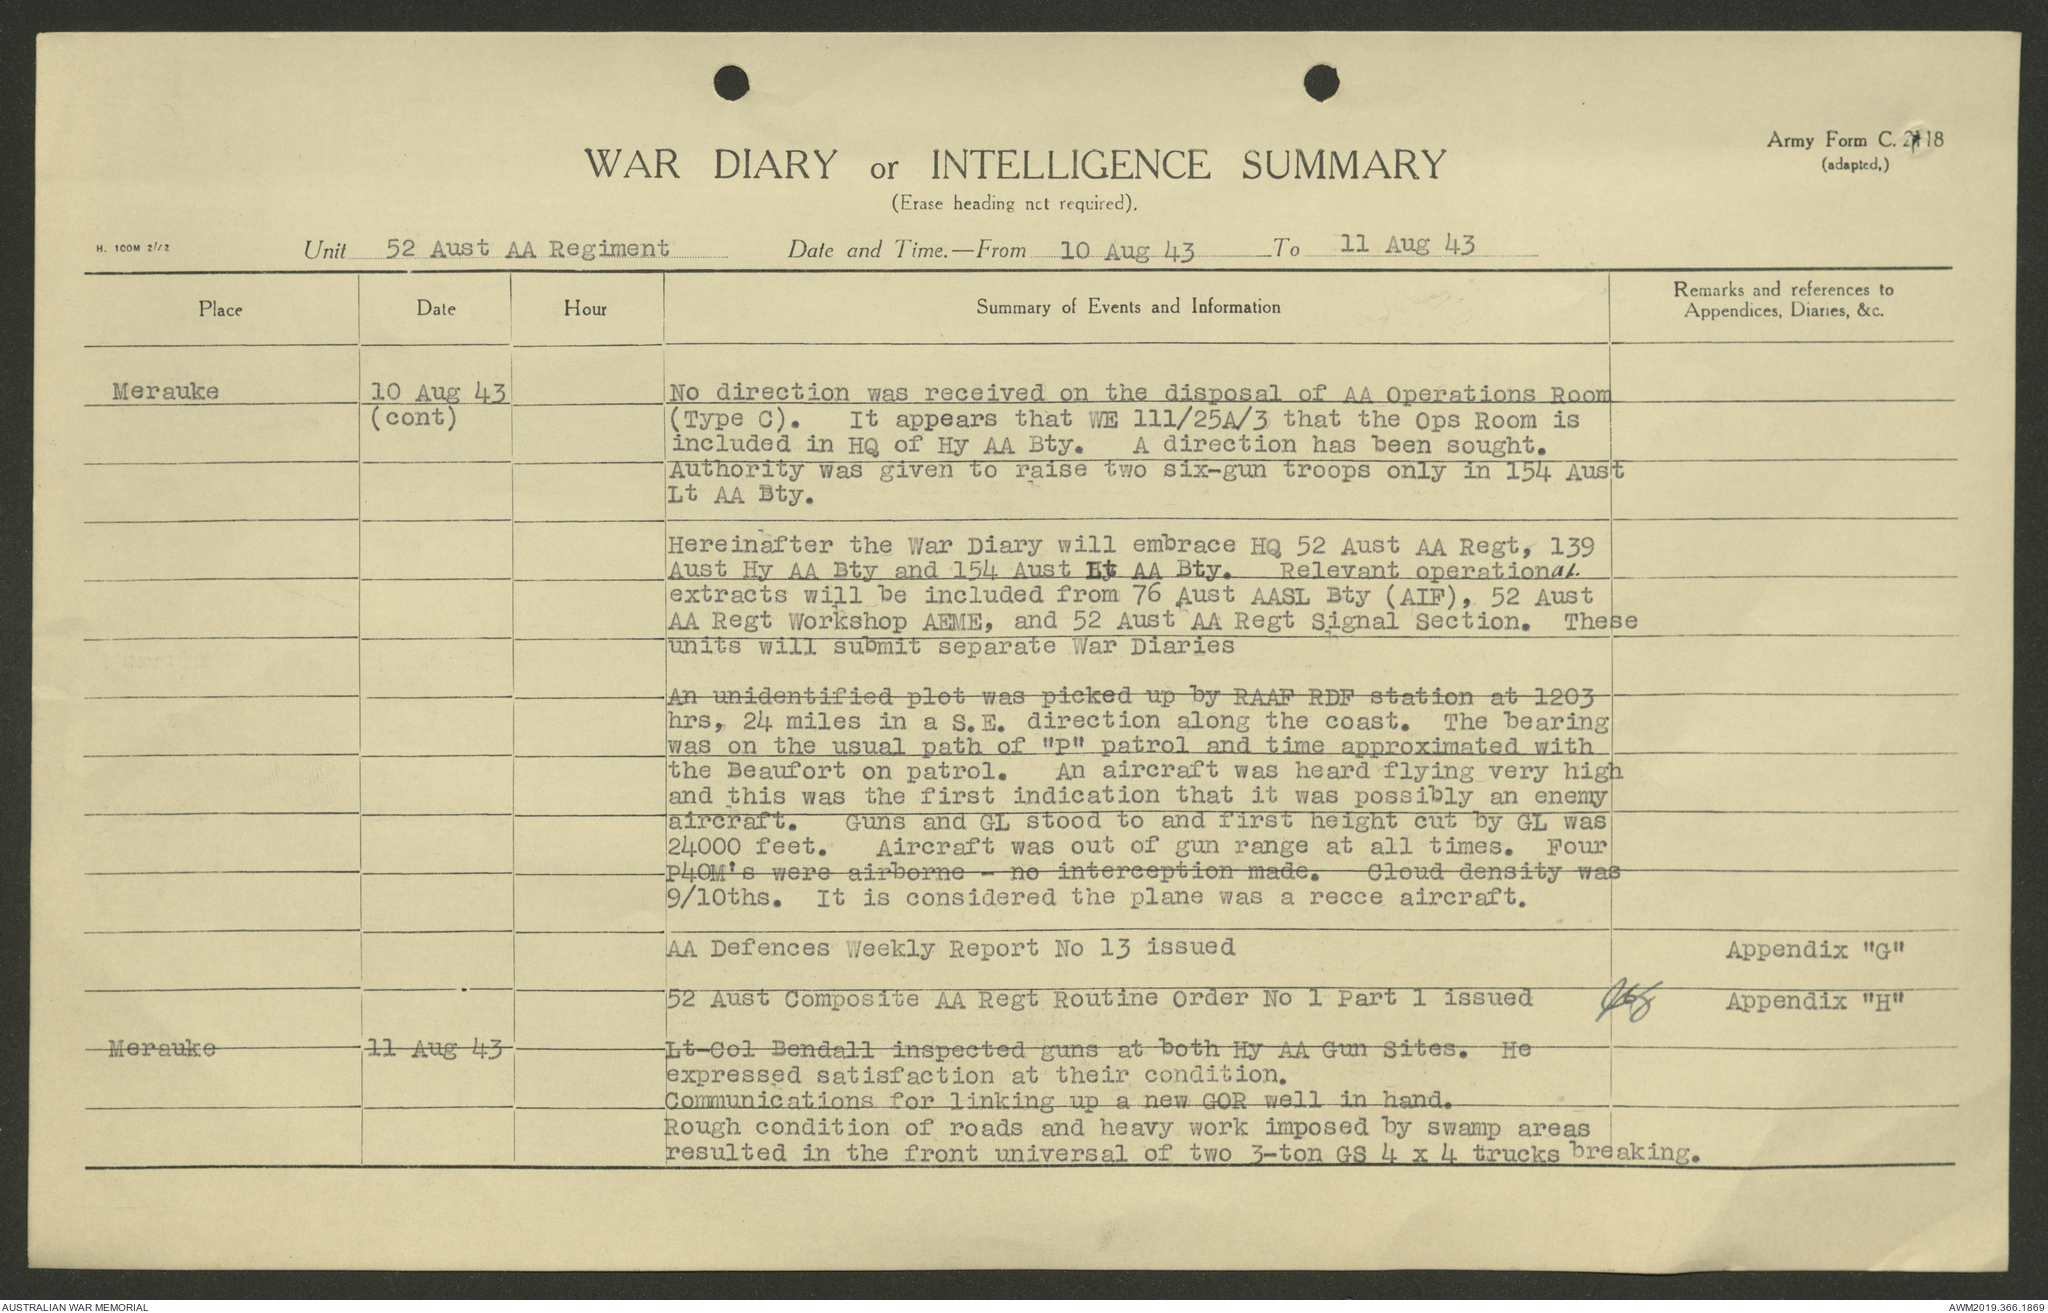 Army Form C. 2118
(adapted,)
WAR DIARY or INTELLIGENCE SUMMARY
(Erase heading not required).
H. 100M 2/42
Unit 52 Aust AA Regiment Date and Time.—From 10 Aug 43 To 11 Aug 43
Place Date Hour Summary of Events and Information Remarks and references to
Appendices, Diaries, &c.
Merauke 10 Aug 43 No direction was received on the disposal of AA Operations Room
(cont) (Type C). It appears that WE 111/25A/3 that the Ops Room is
included in HQ of Hy AA Bty. A direction has been sought.
Authority was given to raise two six-gun troops only in 154 Aust
Lt AA Bty.
Hereinafter the War Diary will embrace HQ 52 Aust AA Regt, 139
Aust Hy AA Bty and 154 Aust Lt AA Bty. Relevant operational
extracts will be included from 76 Aust AASL Bty (AIF), 52 Aust
AA Regt Workshop AEME, and 52 Aust AA Regt Signal Section. These
units will submit separate War Diaries
An unidentified plot was picked up by RAAF RDF station at 1203
hrs, 24 miles in a S.E. direction along the coast. The bearing
was on the usual path of "P" patrol and time approximated with
the Beaufort on patrol. An aircraft was heard flying very high
and this was the first indication that it was possibly an enemy
aircraft. Guns and GL stood to and first height cut by GL was
24000 feet. Aircraft was out of gun range at all times. Four
P40M's were airborne - no interception made. Cloud density was
9/10ths. It is considered the plane was a recce aircraft.
AA Defences Weekly Report No 13 issued Appendix "G"
52 Aust Composite AA Regt Routine Order No 1 Part 1 issued Appendix "H"
Merauke 11 Aug 43 Lt-Col Bendall inspected guns at both Hy AA Gun Sites. He
expressed satisfaction at their condition.
Communications for linking up a new GOR well in hand.
Rough condition of roads and heavy work imposed by swamp areas
resulted in the front universal of two 3-ton GS 4 x 4 trucks breaking.
AUSTRALIAN WAR MEMORIAL AWM2019.366.1869